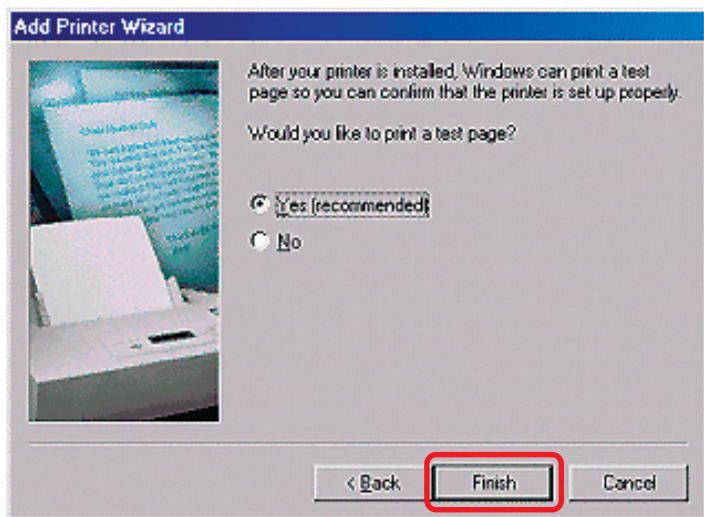 Add Printer Wizard
After your printer is installed, Windows can print a test
page so you can confirm that the printer is set up properly.
Would you like to print a test page?
Yes (recommended)
No
< Back
Finish
Cancel